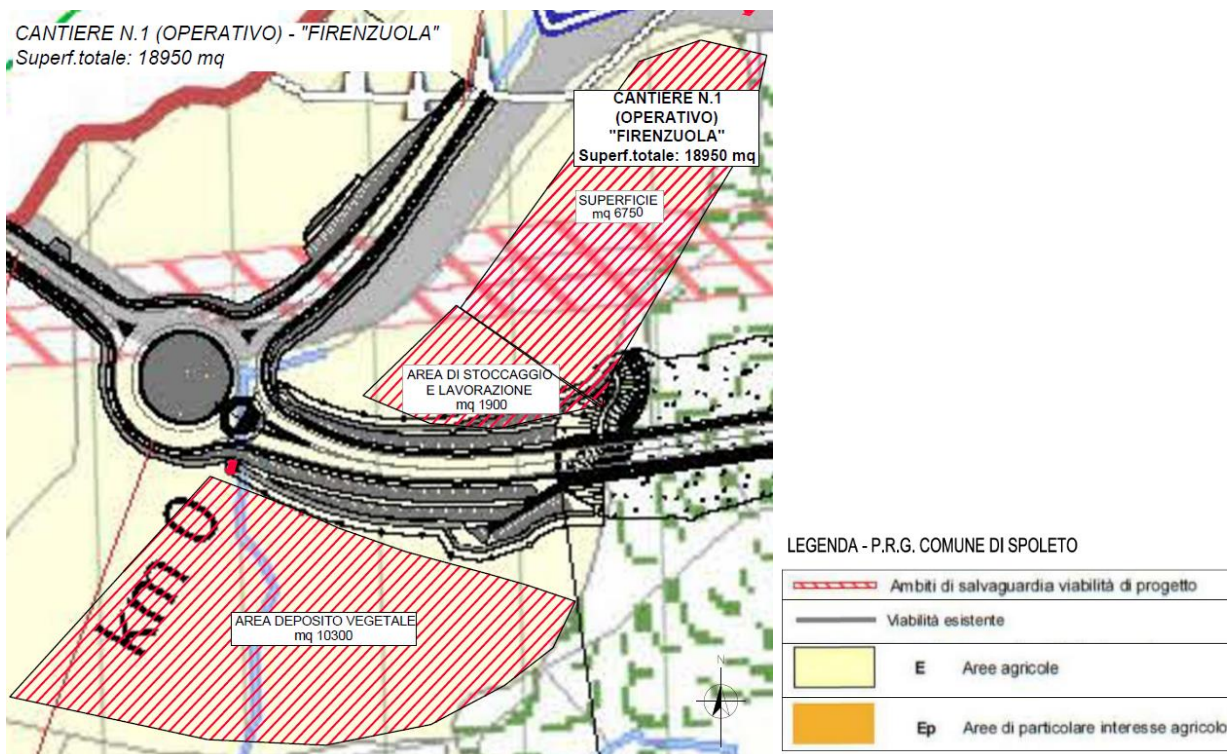 CANTIERE N.1 (OPERATIVO) - "FIRENZUOLA"
Superf.totale: 18950 mq
CANTIERE N.1
(OPERATIVO)
"FIRENZUOLA"
Superf.totale: 18950 mq
SUPERFICIE
mq 6750
AREA DI STOCCAGGIO
E LAVORAZIONE
mq 1900
km 0
AREA DEPOSITO VEGETALE
mq 10300
N
LEGENDA - P.R.G. COMUNE DI SPOLETO
Ambiti di salvaguardia viabilità di progetto
Viabilità esistente
E Aree agricole
Ep Aree di particolare interesse agricolo